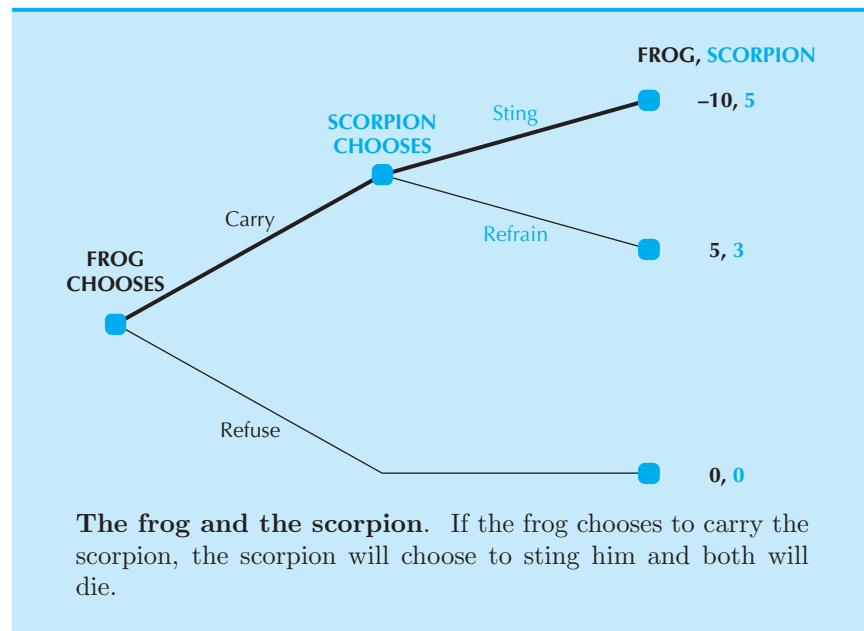 FROG, SCORPION
–10, 5
Sting
SCORPION
CHOOSES
Carry
Refrain
5, 3
FROG
CHOOSES
Refuse
0, 0
The frog and the scorpion. If the frog chooses to carry the
scorpion, the scorpion will choose to sting him and both will
die.